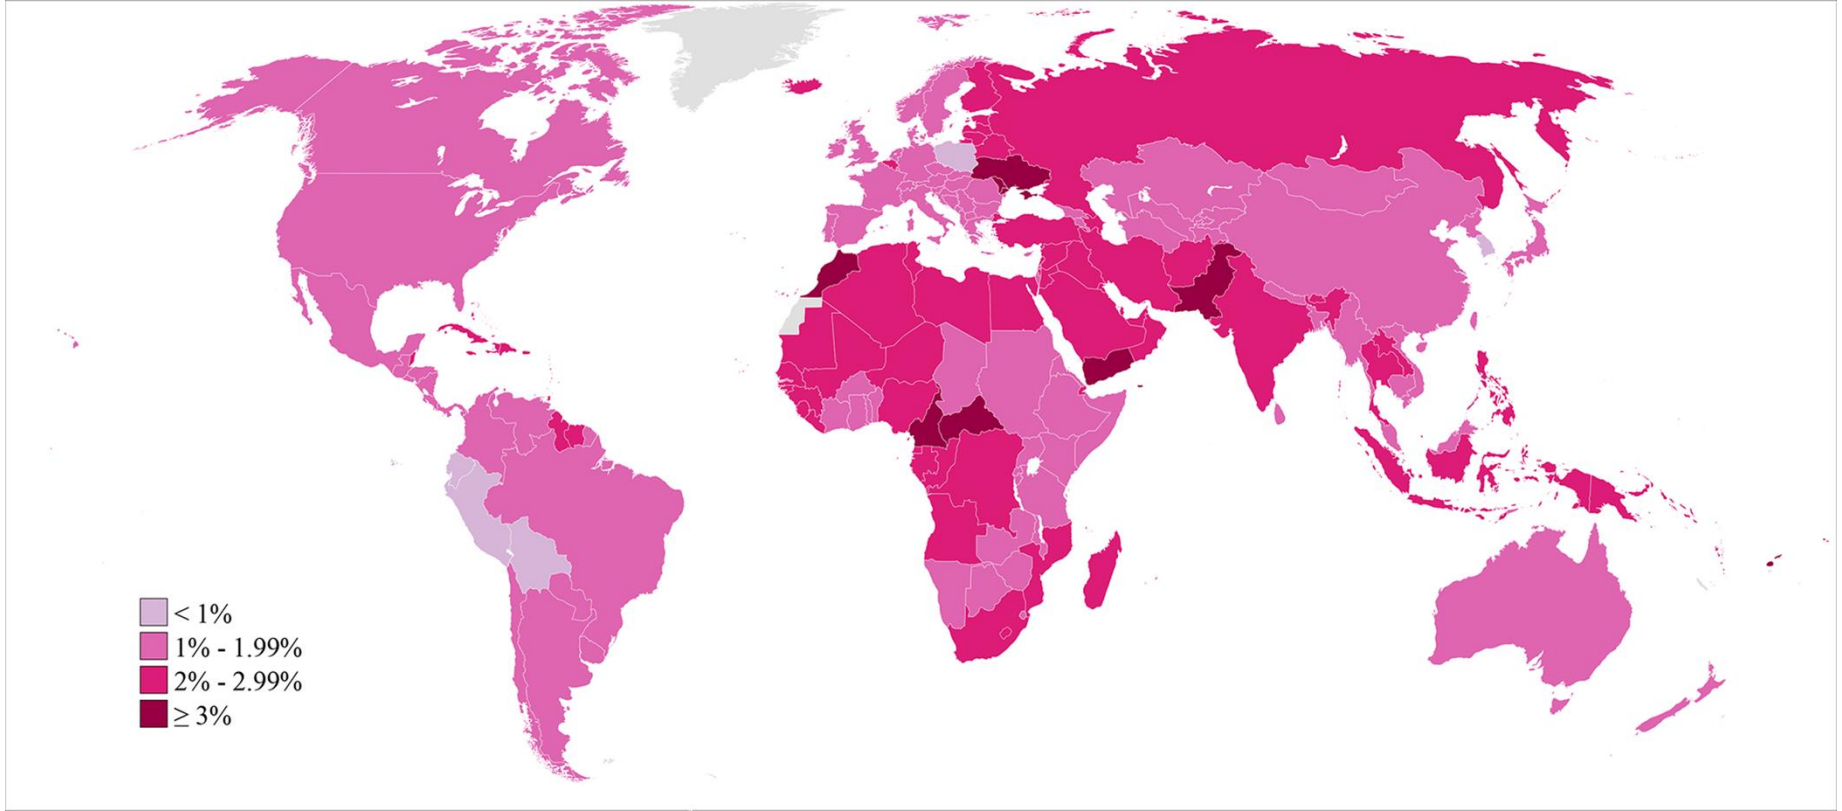 < 1%
1% - 1.99%
2% - 2.99%
≥ 3%